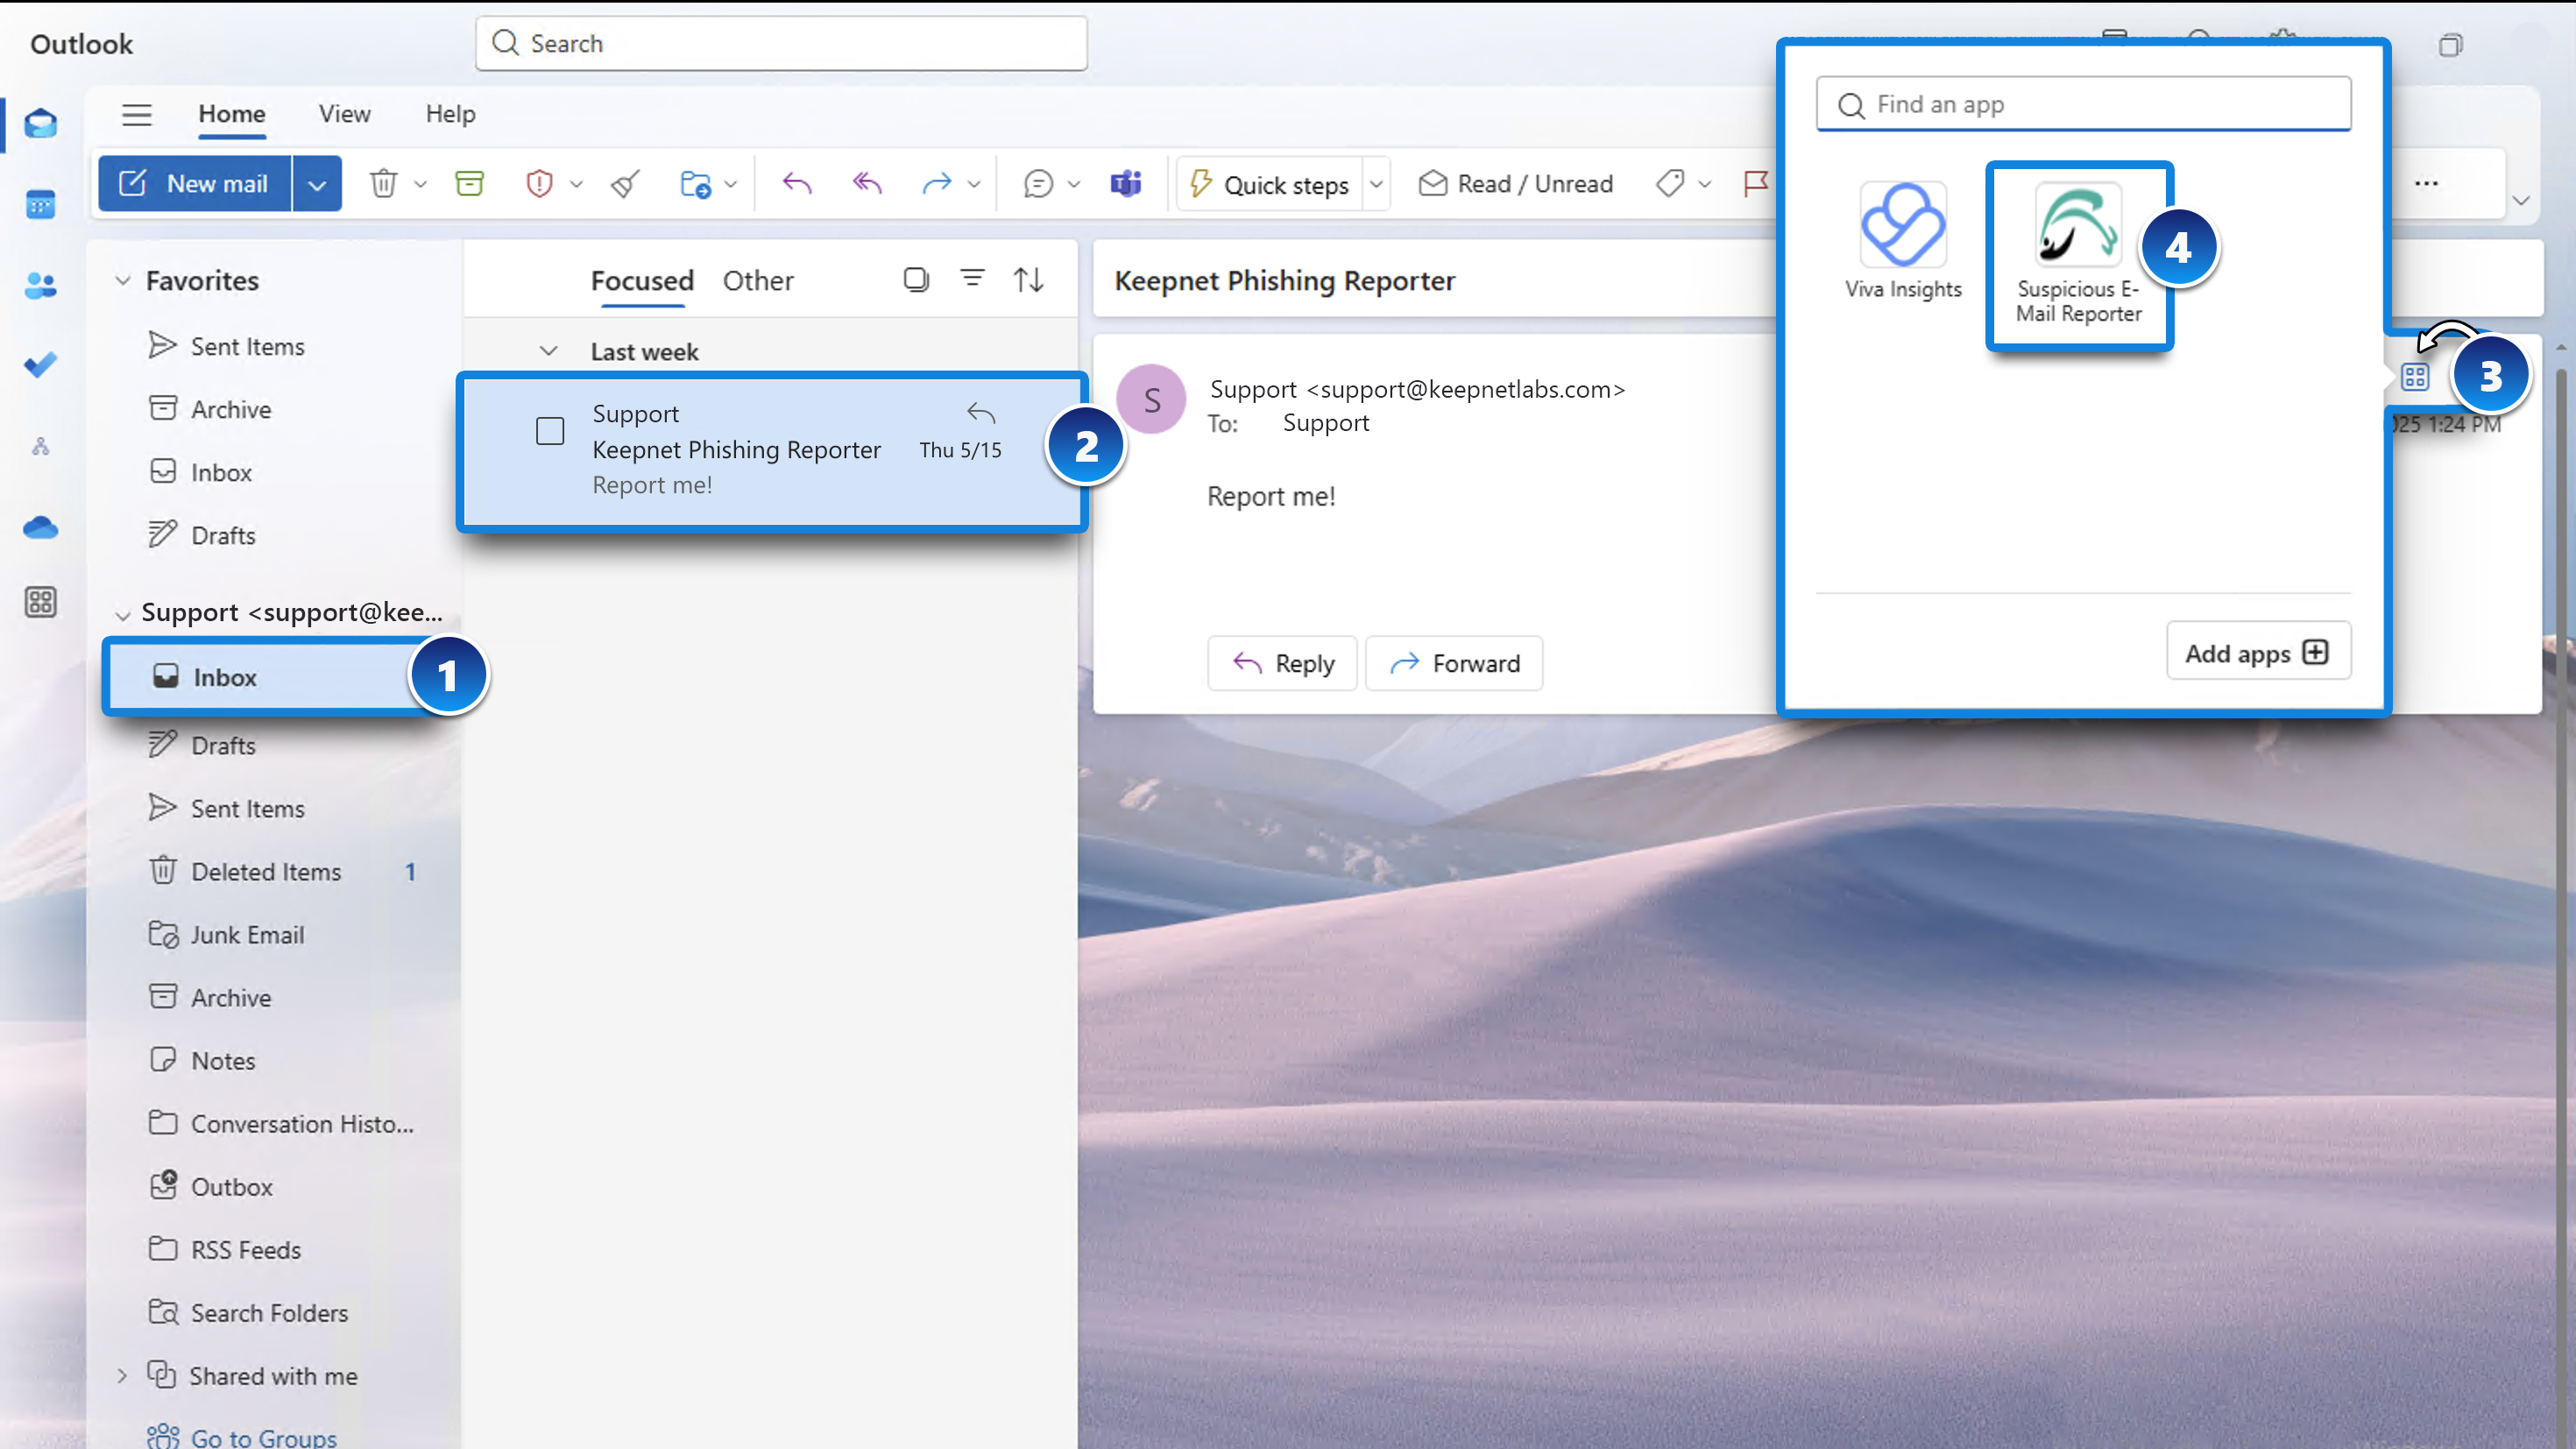 Outlook
Search
Home
View
Help
New mail
Quick steps
Read / Unread
Favorites
Sent Items
Archive
Inbox
Drafts
Support <support@kee...
Inbox
1
Drafts
Sent Items
Deleted Items 1
Junk Email
Archive
Notes
Conversation Histo...
Outbox
RSS Feeds
Search Folders
Shared with me
Go to Groups
Focused
Other
Last week
Support
Keepnet Phishing Reporter Thu 5/15
Report me!
2
Keepnet Phishing Reporter
S
Support <support@keepnetlabs.com>
To: Support
025 1:24 PM
Report me!
Reply
Forward
Find an app
Viva Insights
Suspicious E-
Mail Reporter
4
3
Add apps